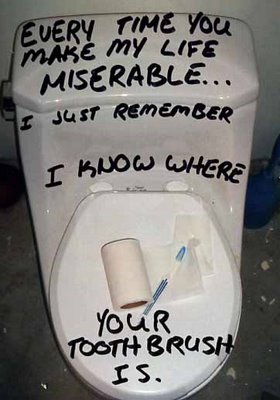 EVERY TIME YOU
MAKE MY LIFE
MISERABLE...
I JUST REMEMBER
I KNOW WHERE
YOUR
TOOTHBRUSH
IS.